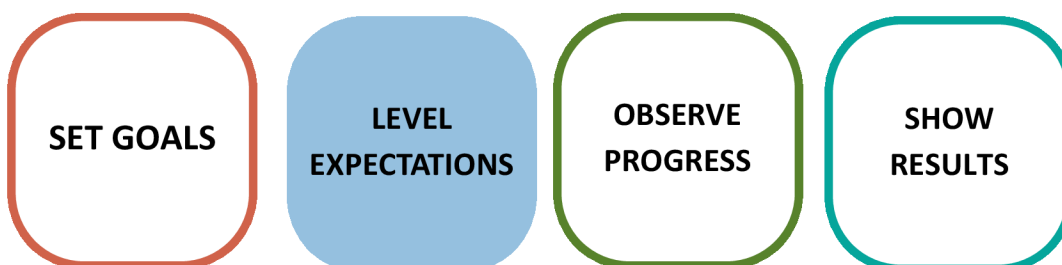 SET GOALS
LEVEL
EXPECTATIONS
OBSERVE
PROGRESS
SHOW
RESULTS